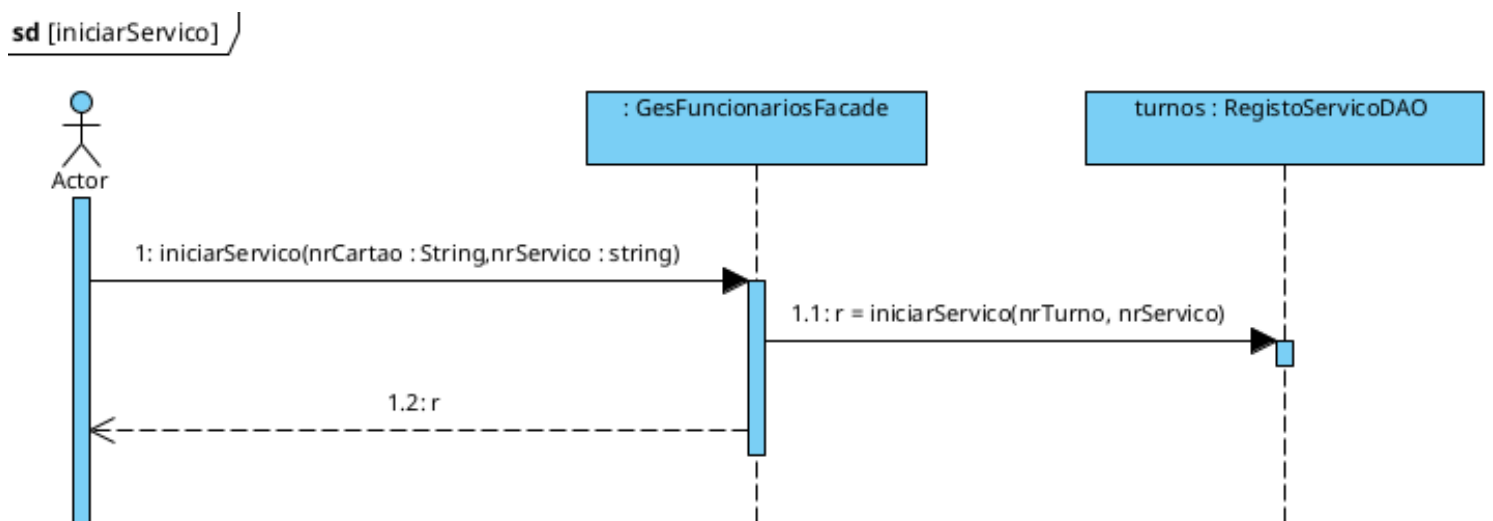 sd [iniciarServico]
: GesFuncionariosFacade
turnos : RegistoServicoDAO
Actor
1: iniciarServico(nrCartao : String,nrServico : string)
1.1: r = iniciarServico(nrTurno, nrServico)
1.2: r